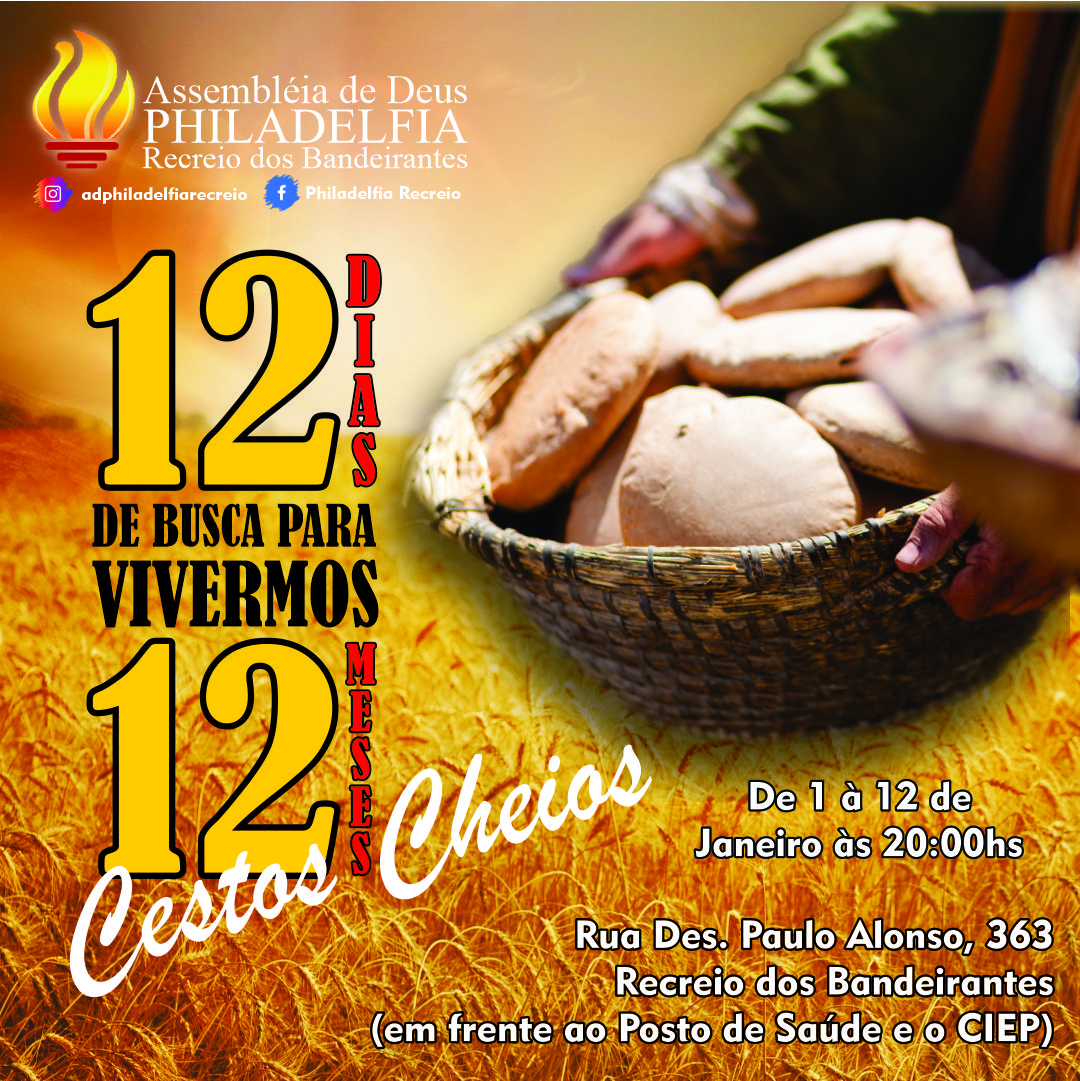 Assembléia de Deus
PHILADELFIA
Recreio dos Bandeirantes
adphiladelfiarecreio Philadelfia Recreio
12 DIAS
DE BUSCA PARA
VIVERMOS
12 MESES
Cestos Cheios
De 1 à 12 de
Janeiro às 20:00hs
Rua Des. Paulo Alonso, 363
Recreio dos Bandeirantes
(em frente ao Posto de Saúde e o CIEP)